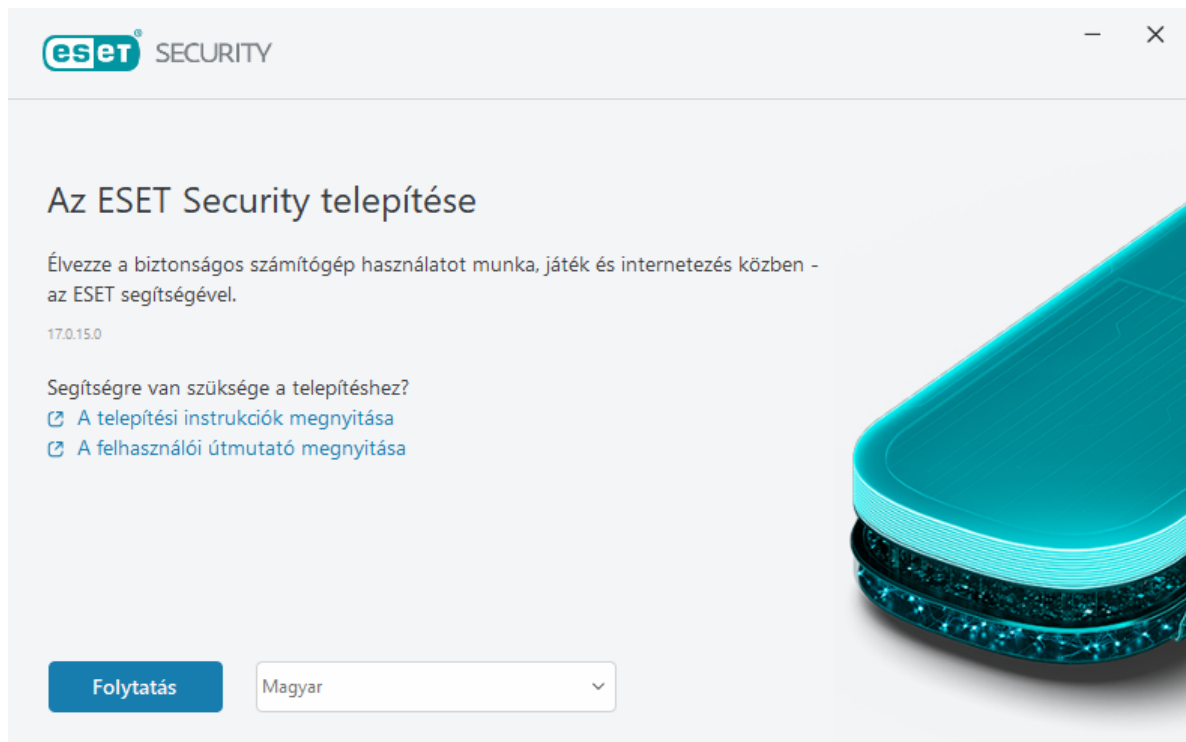 eset® SECURITY
Az ESET Security telepítése
Élvezze a biztonságos számítógép használatot munka, játék és internetezés közben -
az ESET segítségével.
17.0.15.0
Segítségre van szüksége a telepítéshez?
A telepítési instrukciók megnyitása
A felhasználói útmutató megnyitása
Folytatás
Magyar